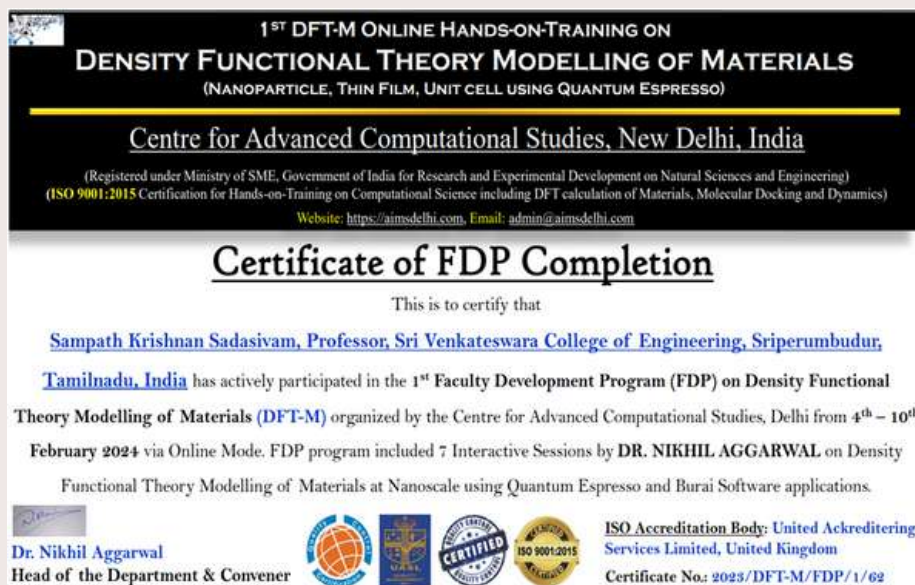 1ST DFT-M ONLINE HANDS-ON-TRAINING ON
DENSITY FUNCTIONAL THEORY MODELLING OF MATERIALS
(NANOPARTICLE, THIN FILM, UNIT CELL USING QUANTUM ESPRESSO)
Centre for Advanced Computational Studies, New Delhi, India
(Registered under Ministry of SME, Government of India for Research and Experimental Development on Natural Sciences and Engineering)
(ISO 9001:2015 Certification for Hands-on-Training on Computational Science including DFT calculation of Materials, Molecular Docking and Dynamics)
Website: https://aimsdelhi.com, Email: admin@aimsdelhi.com
Certificate of FDP Completion
This is to certify that
Sampath Krishnan Sadasivam, Professor, Sri Venkateswara College of Engineering, Sriperumbudur,
Tamilnadu, India has actively participated in the 1st Faculty Development Program (FDP) on Density Functional
Theory Modelling of Materials (DFT-M) organized by the Centre for Advanced Computational Studies, Delhi from 4th – 10th
February 2024 via Online Mode. FDP program included 7 Interactive Sessions by DR. NIKHIL AGGARWAL on Density
Functional Theory Modelling of Materials at Nanoscale using Quantum Espresso and Burai Software applications.
Dr. Nikhil Aggarwal
Head of the Department & Convener
UASL
CERTIFIED
ISO 9001:2015
ISO Accreditation Body: United Ackreditering
Services Limited, United Kingdom
Certificate No.: 2023/DFT-M/FDP/1/62